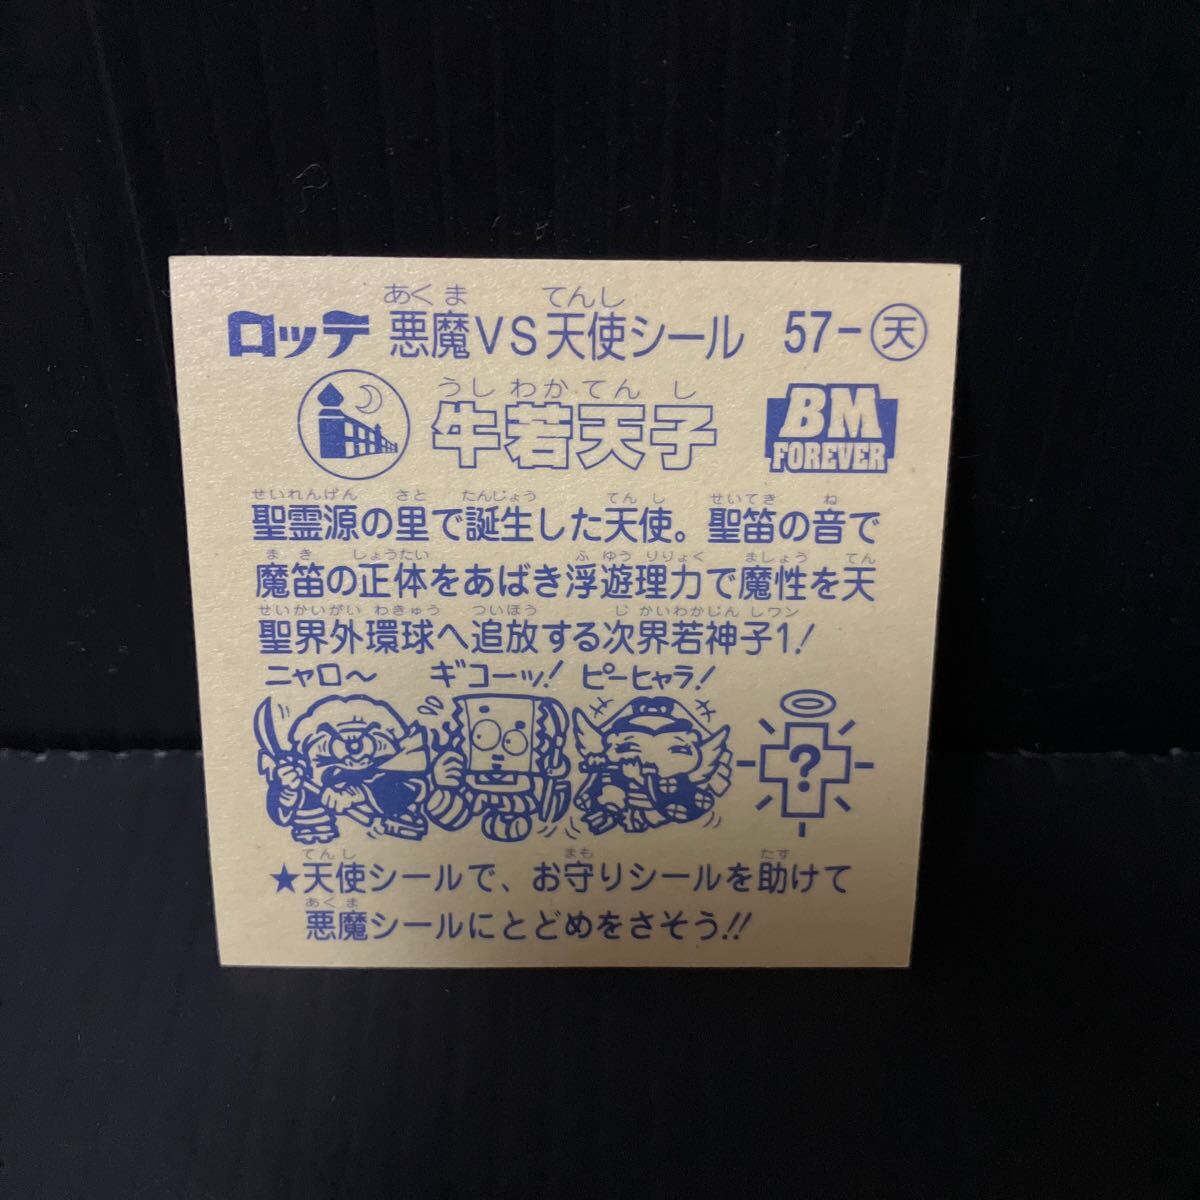 あくま てんし
ロッテ 悪魔VS天使シール 57-天
うしわかてんし
牛若天子 BM
FOREVER
せいれんげん さと たんじょう てんし せいてき ね
聖霊源の里で誕生した天使。聖笛の音で
まき しょうたい ふゆうりりょく ましょう てん
魔笛の正体をあばき浮遊理力で魔性を天
せいかいがいわきゅう ついほう じかいわかじんしワン
聖界外環球へ追放する次界若神子1!
ニャロ～ ギコーッ! ピーヒャラ!
?
てんし まも たす
★天使シールで、お守りシールを助けて
あくま
悪魔シールにとどめをさそう!!